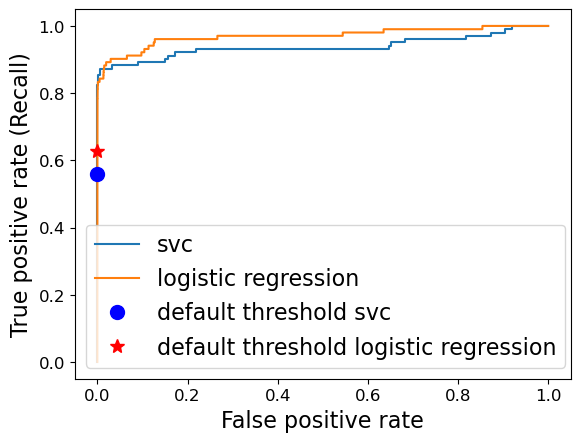 1.0
0.8
0.6
0.4
0.2
0.0
True positive rate (Recall)
svc
logistic regression
default threshold svc
default threshold logistic regression
0.0 0.2 0.4 0.6 0.8 1.0
False positive rate